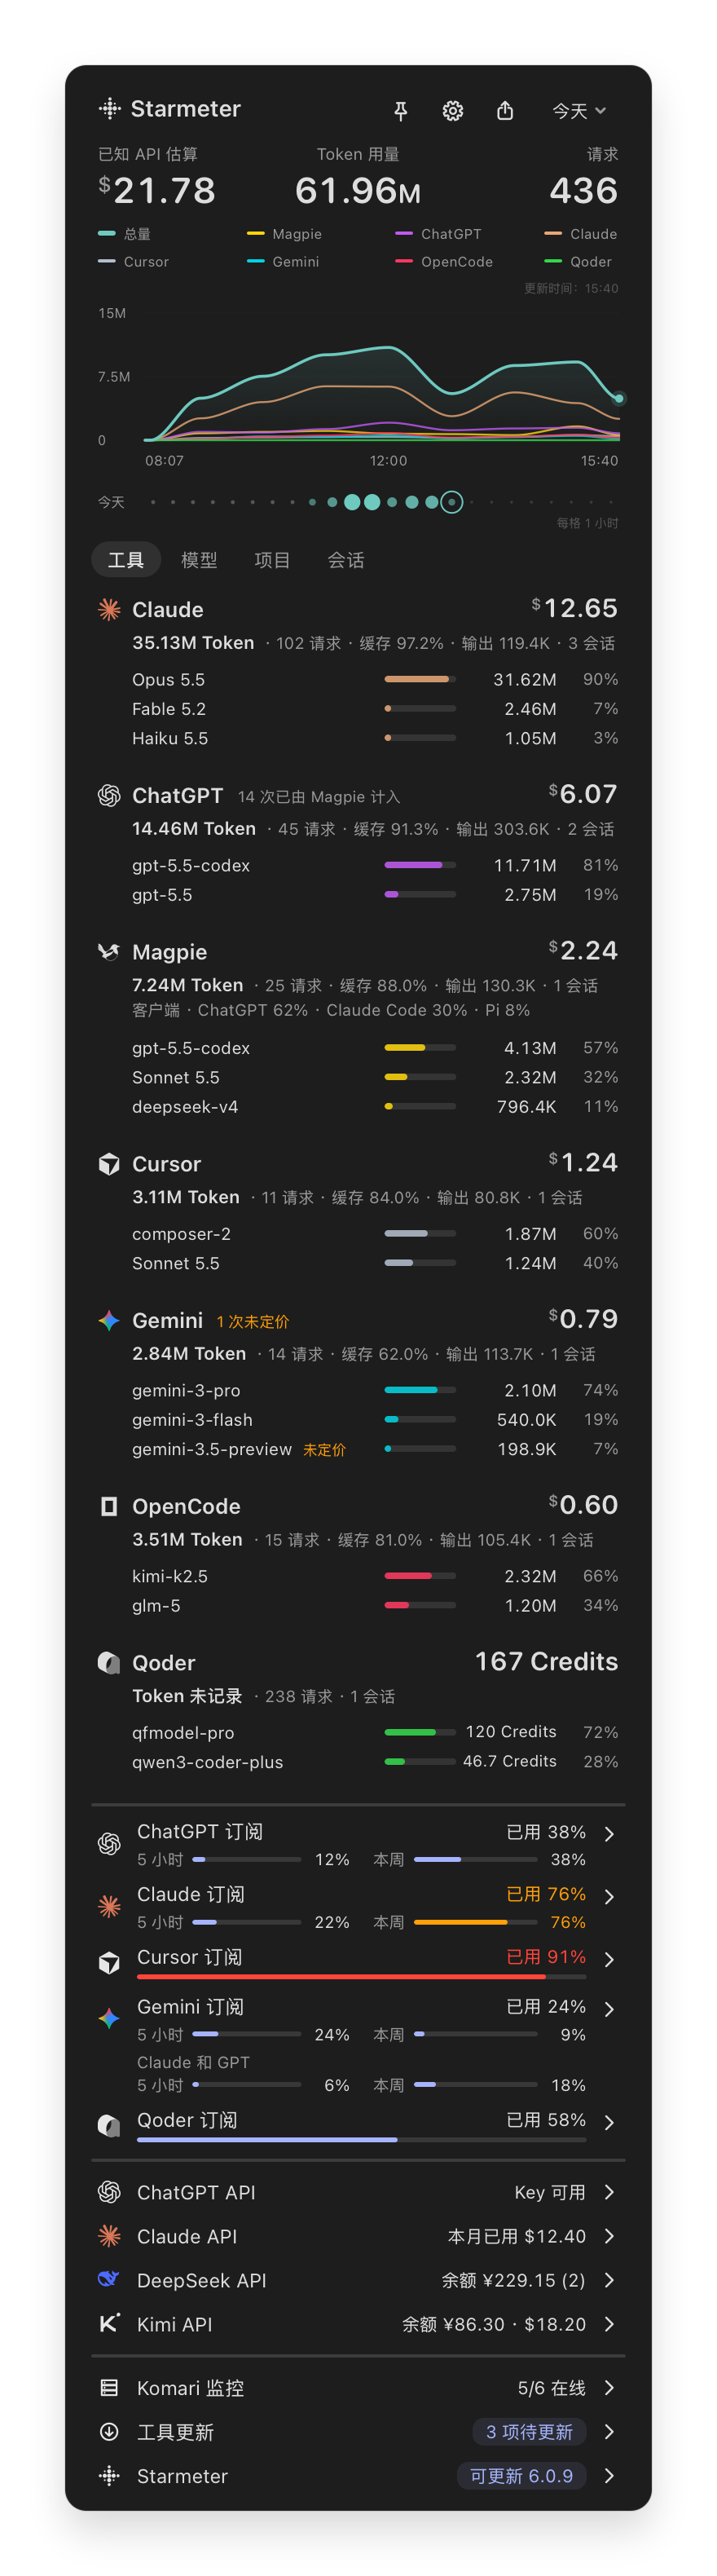 Starmeter 今天
已知 API 估算 Token 用量 请求
$21.78 61.96M 436
总量 Magpie ChatGPT Claude
Cursor Gemini OpenCode Qoder
更新时间：15:40
15M
7.5M
0
08:07 12:00 15:40
今天
每格 1 小时
工具 模型 项目 会话
Claude $12.65
35.13M Token · 102 请求 · 缓存 97.2% · 输出 119.4K · 3 会话
Opus 5.5 31.62M 90%
Fable 5.2 2.46M 7%
Haiku 5.5 1.05M 3%
ChatGPT 14 次已由 Magpie 计入 $6.07
14.46M Token · 45 请求 · 缓存 91.3% · 输出 303.6K · 2 会话
gpt-5.5-codex 11.71M 81%
gpt-5.5 2.75M 19%
Magpie $2.24
7.24M Token · 25 请求 · 缓存 88.0% · 输出 130.3K · 1 会话
客户端 · ChatGPT 62% · Claude Code 30% · Pi 8%
gpt-5.5-codex 4.13M 57%
Sonnet 5.5 2.32M 32%
deepseek-v4 796.4K 11%
Cursor $1.24
3.11M Token · 11 请求 · 缓存 84.0% · 输出 80.8K · 1 会话
composer-2 1.87M 60%
Sonnet 5.5 1.24M 40%
Gemini 1 次未定价 $0.79
2.84M Token · 14 请求 · 缓存 62.0% · 输出 113.7K · 1 会话
gemini-3-pro 2.10M 74%
gemini-3-flash 540.0K 19%
gemini-3.5-preview 未定价 198.9K 7%
OpenCode $0.60
3.51M Token · 15 请求 · 缓存 81.0% · 输出 105.4K · 1 会话
kimi-k2.5 2.32M 66%
glm-5 1.20M 34%
Qoder 167 Credits
Token 未记录 · 238 请求 · 1 会话
qfmodel-pro 120 Credits 72%
qwen3-coder-plus 46.7 Credits 28%
ChatGPT 订阅 已用 38%
5 小时 12% 本周 38%
Claude 订阅 已用 76%
5 小时 22% 本周 76%
Cursor 订阅 已用 91%
Gemini 订阅 已用 24%
5 小时 24% 本周 9%
Claude 和 GPT
5 小时 6% 本周 18%
Qoder 订阅 已用 58%
ChatGPT API Key 可用
Claude API 本月已用 $12.40
DeepSeek API 余额 ¥229.15 (2)
Kimi API 余额 ¥86.30 · $18.20
Komari 监控 5/6 在线
工具更新 3 项待更新
Starmeter 可更新 6.0.9